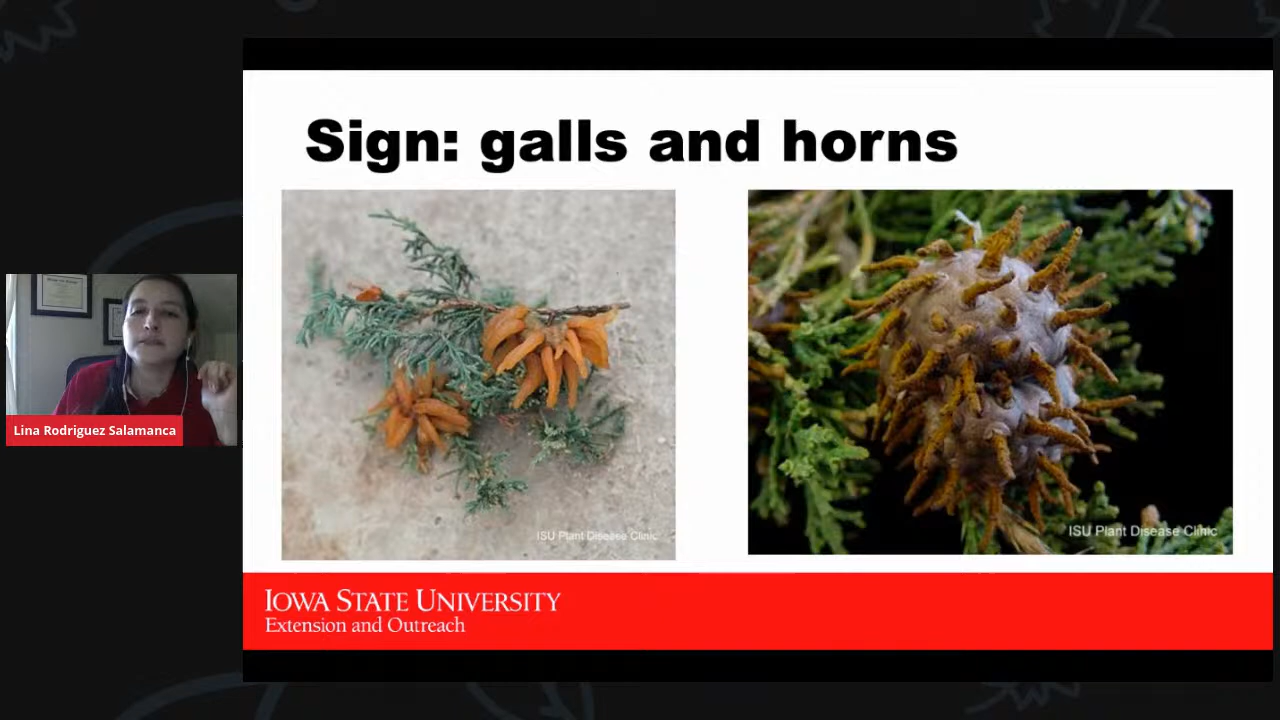 Sign: galls and horns
Lina Rodriguez Salamanca
ISU Plant Disease Clinic
ISU Plant Disease Clinic
IOWA STATE UNIVERSITY
Extension and Outreach